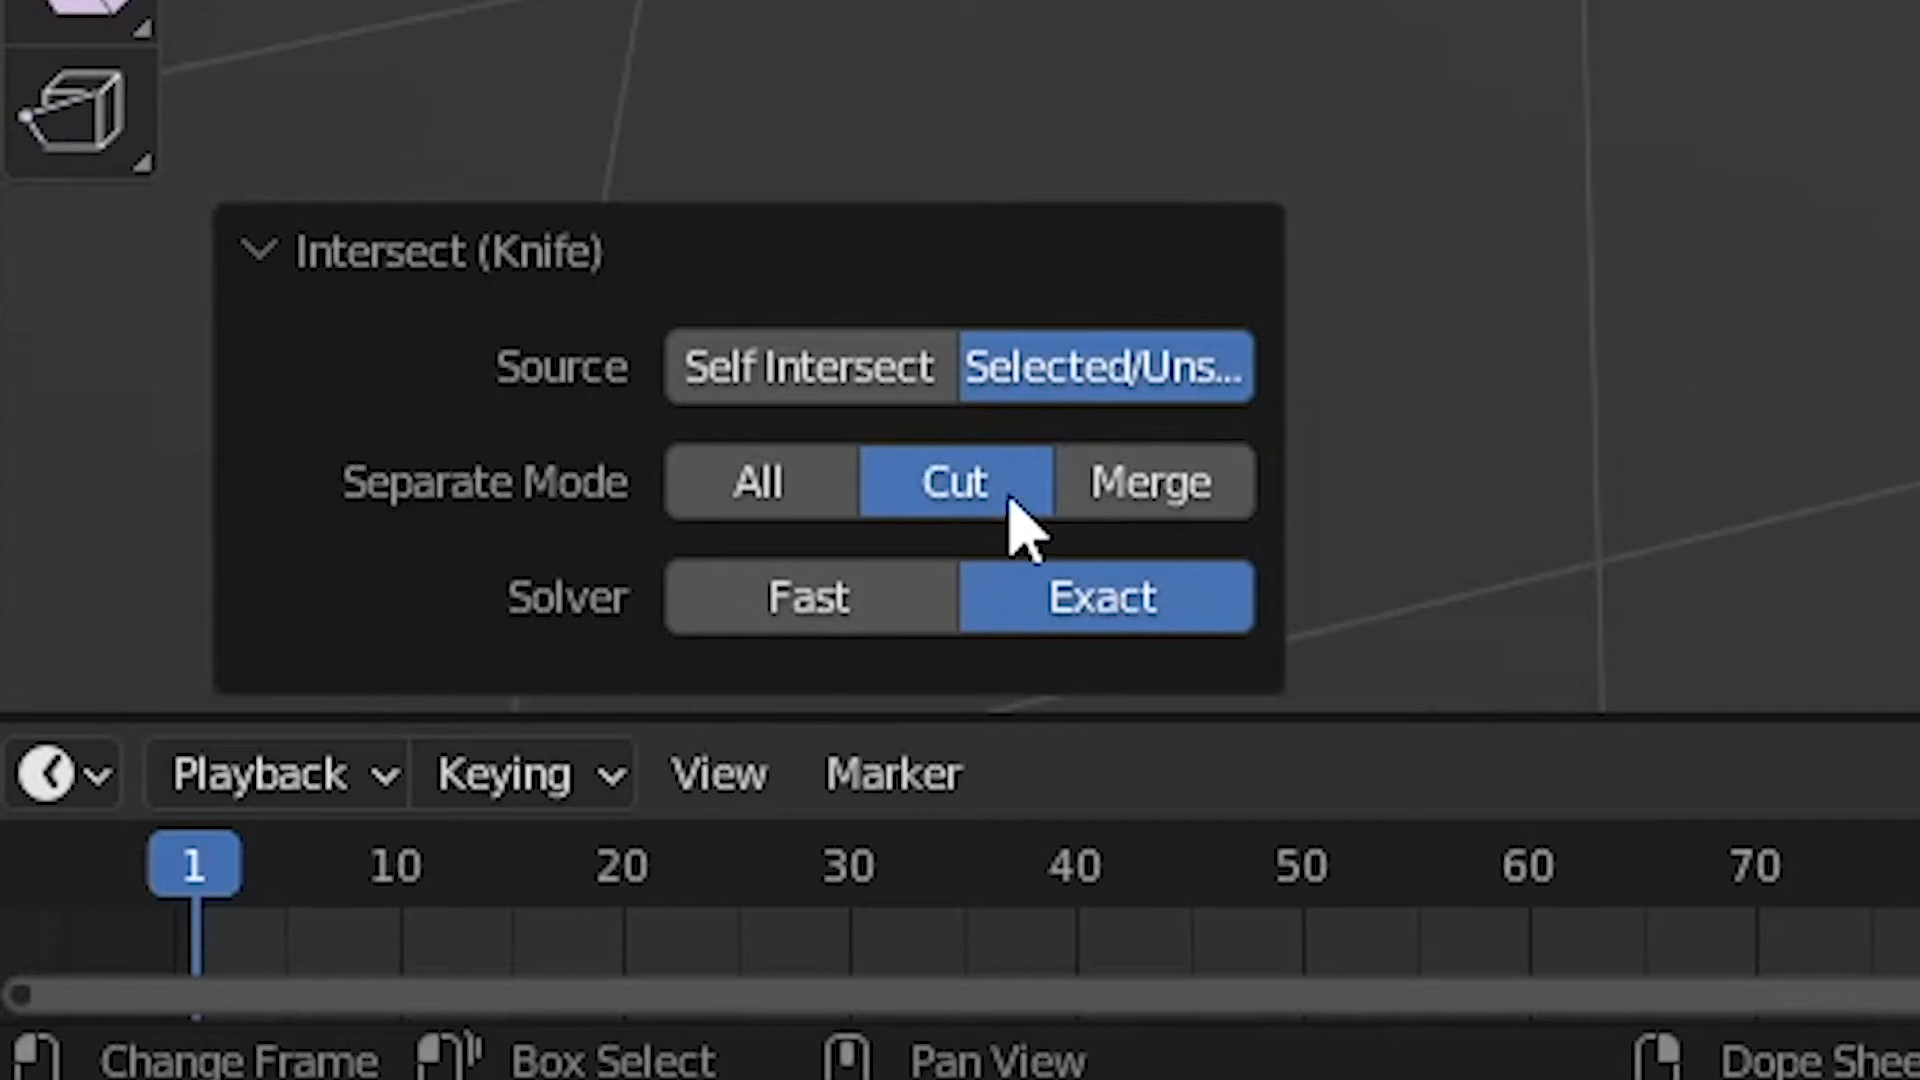 Intersect (Knife)
Source Self Intersect Selected/Uns...
Separate Mode All Cut Merge
Solver Fast Exact
Playback Keying View Marker
1 10 20 30 40 50 60 70
Change Frame Box Select Pan View Dope Shee